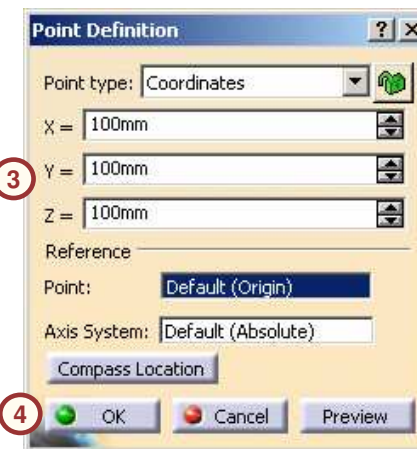 Point Definition ? ×
Point type: Coordinates
X = 100mm
3
Y = 100mm
Z = 100mm
Reference
Point: Default (Origin)
Axis System: Default (Absolute)
Compass Location
4 OK Cancel Preview